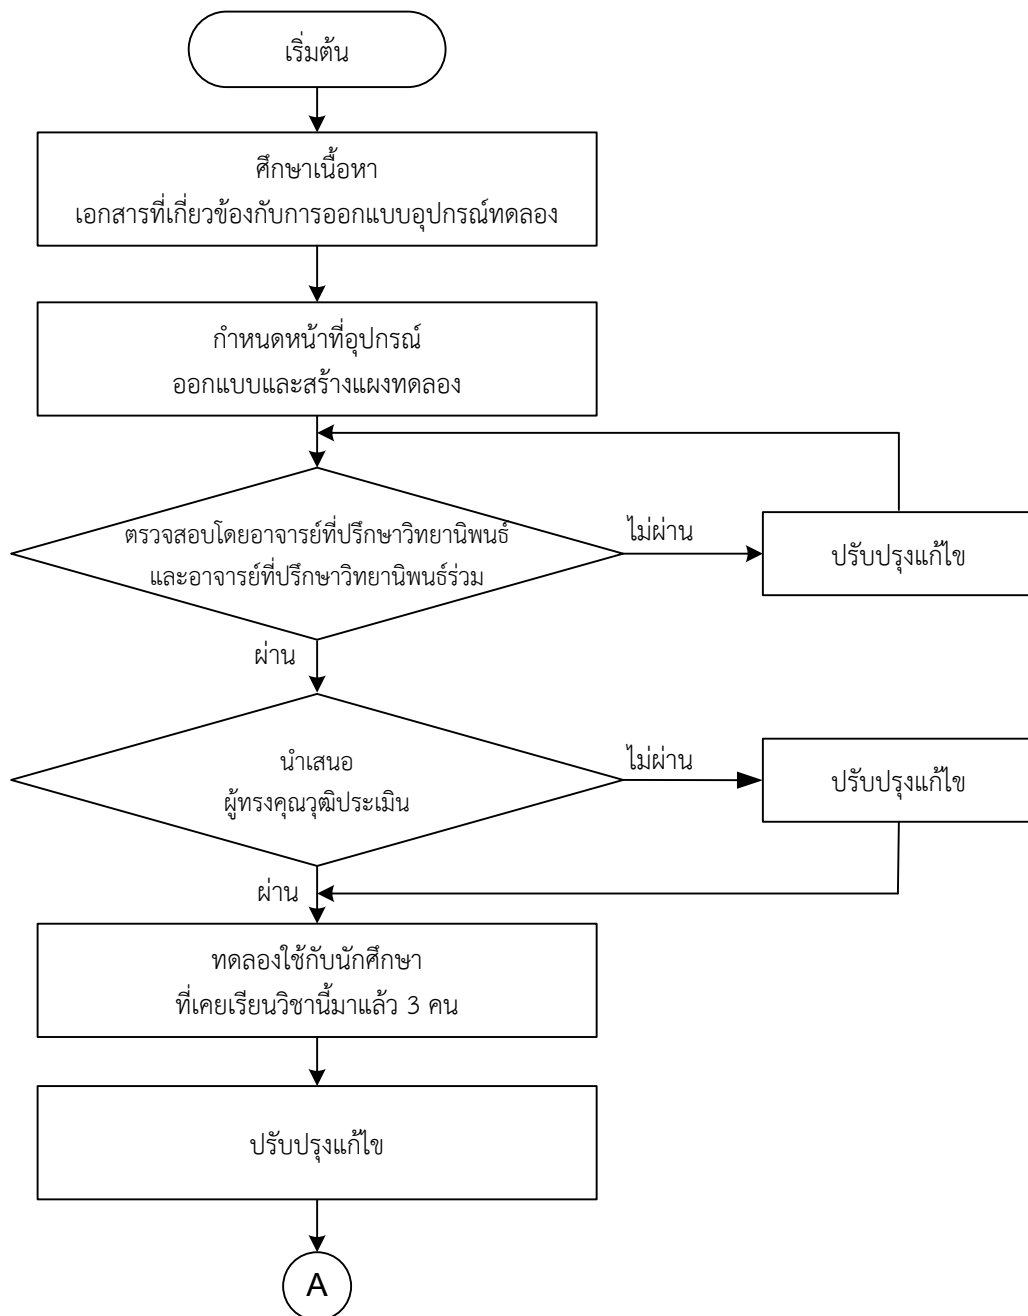 เริ่มต้น
ศึกษาเนื้อหา
เอกสารที่เกี่ยวข้องกับการออกแบบอุปกรณ์ทดลอง
กำหนดหน้าที่อุปกรณ์
ออกแบบและสร้างแผงทดลอง
ตรวจสอบโดยอาจารย์ที่ปรึกษาวิทยานิพนธ์
และอาจารย์ที่ปรึกษาวิทยานิพนธ์ร่วม
ไม่ผ่าน
ปรับปรุงแก้ไข
ผ่าน
นำเสนอ
ผู้ทรงคุณวุฒิประเมิน
ไม่ผ่าน
ปรับปรุงแก้ไข
ผ่าน
ทดลองใช้กับนักศึกษา
ที่เคยเรียนวิชานี้มาแล้ว 3 คน
ปรับปรุงแก้ไข
A